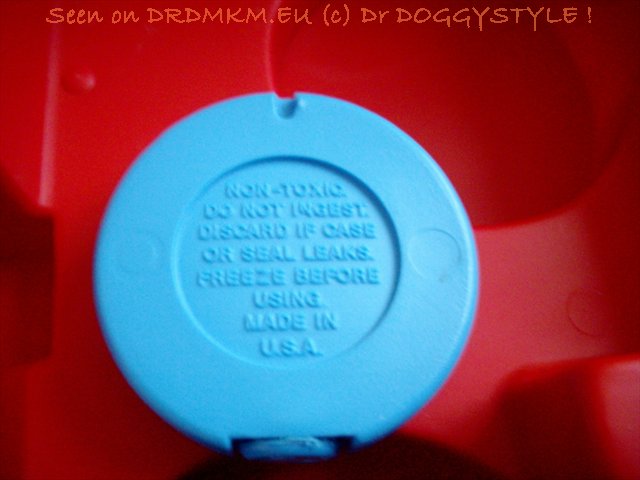 Seen on DRDMKM.EU (c) Dr DOGGYSTYLE !
NON-TOXIC.
DO NOT INGEST.
DISCARD IF CASE
OR SEAL LEAKS.
FREEZE BEFORE
USING.
MADE IN
U.S.A.